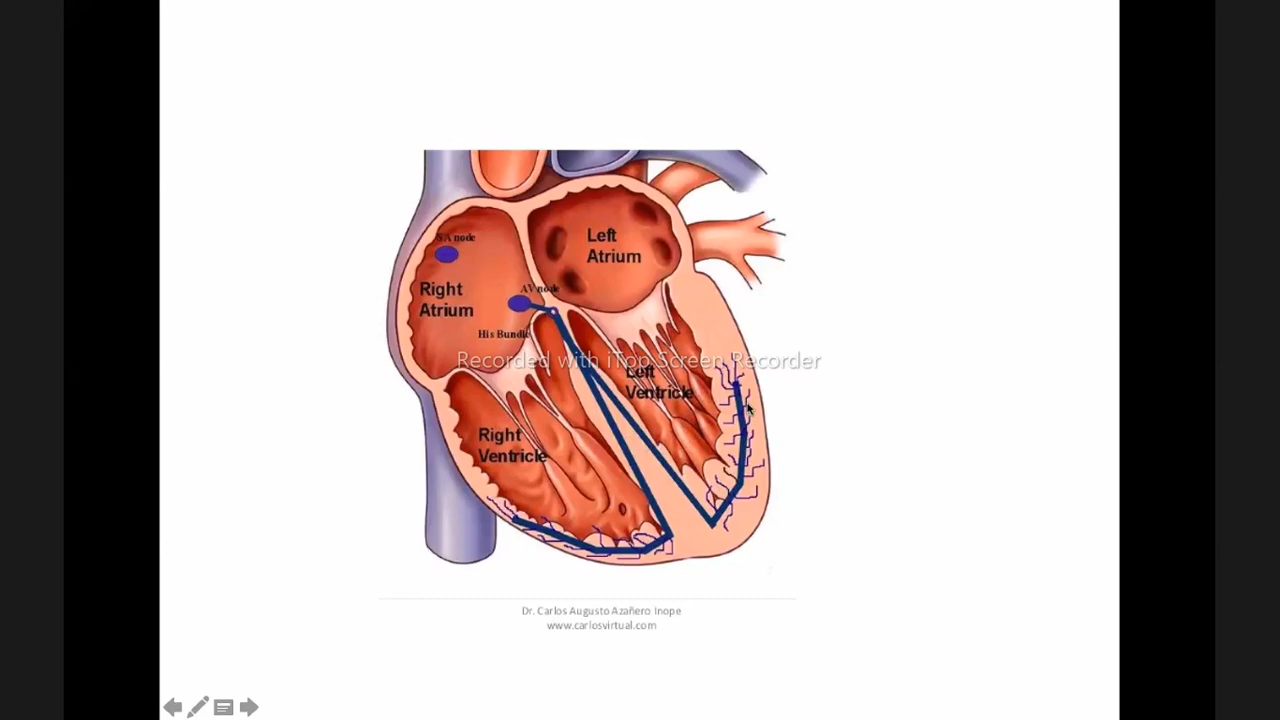 SA node
Left
Atrium
Right
Atrium
AV node
His Bundle
Recorded with iTop Screen Recorder
Left
Ventricle
Right
Ventricle
Dr. Carlos Augusto Azañero Inope
www.carlosvirtual.com